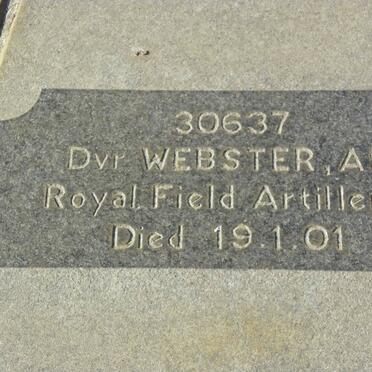 30637
Dvr WEBSTER, A
Royal Field Artille
Died 19.1.01